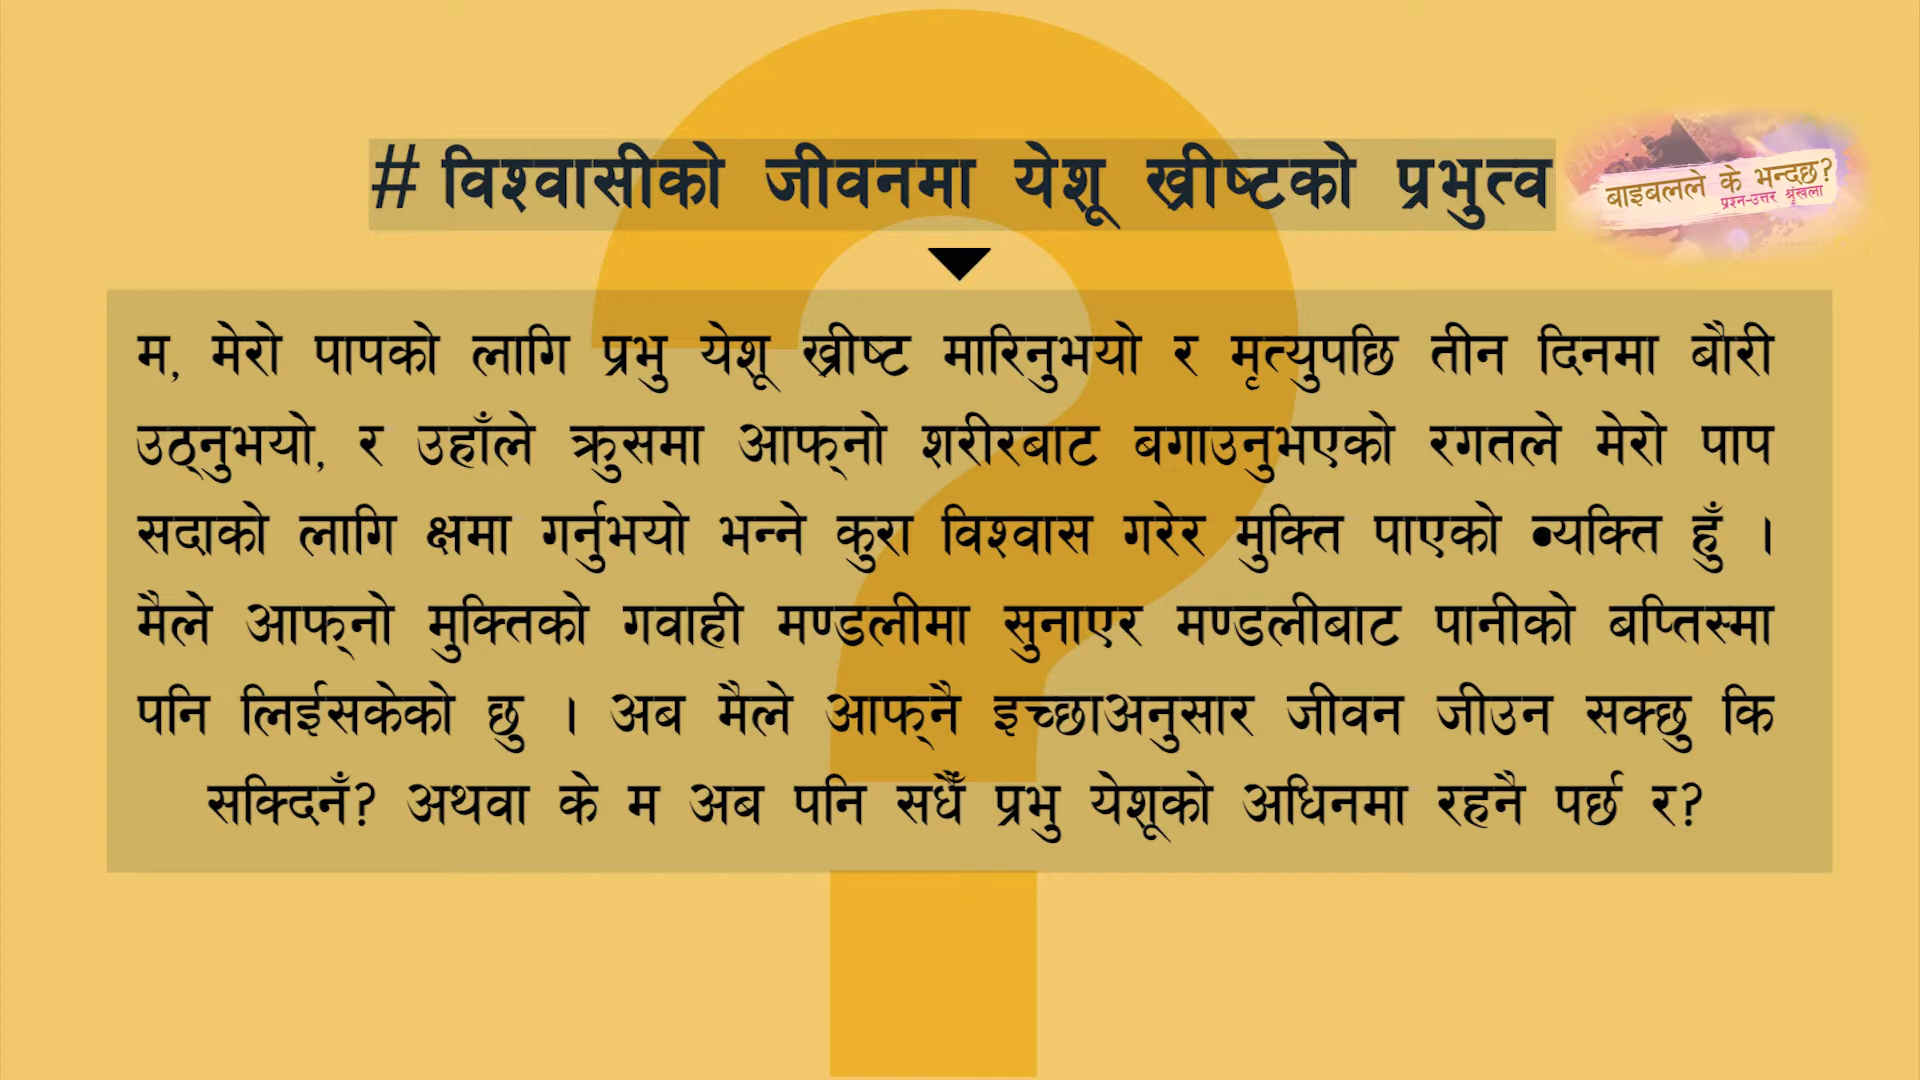 # विश्वासीको जीवनमा येशू ख्रीष्टको प्रभुत्व
बाइबलले के भन्दछ?
प्रश्न-उत्तर श्रृंखला
म, मेरो पापको लागि प्रभु येशू ख्रीष्ट मारिनुभयो र मृत्युपछि तीन दिनमा बौरी
उठ्नुभयो, र उहाँले क्रुसमा आफ्नो शरीरबाट बगाउनुभएको रगतले मेरो पाप
सदाको लागि क्षमा गर्नुभयो भन्ने कुरा विश्वास गरेर मुक्ति पाएको व्यक्ति हुँ ।
मैले आफ्नो मुक्तिको गवाही मण्डलीमा सुनाएर मण्डलीबाट पानीको बप्तिस्मा
पनि लिईसकेको छु । अब मैले आफ्नै इच्छाअनुसार जीवन जीउन सक्छु कि
सक्दिनँ? अथवा के म अब पनि सधैँ प्रभु येशूको अधिनमा रहनै पर्छ र?